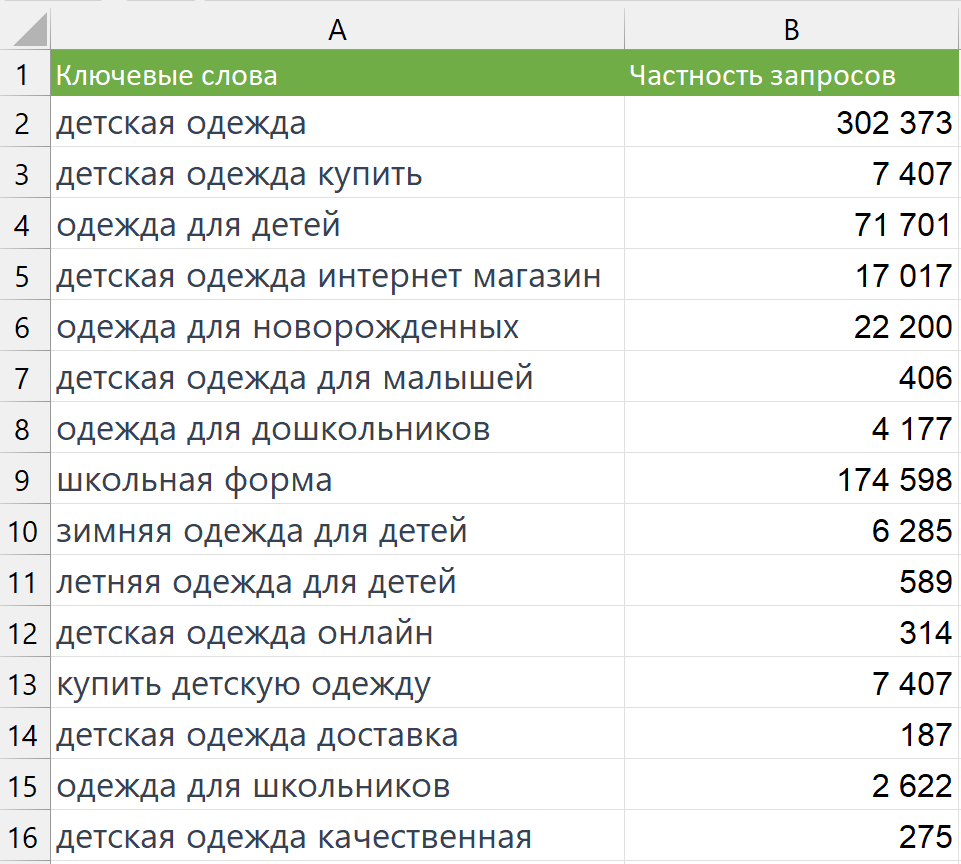 A B
1 Ключевые слова Частность запросов
2 детская одежда 302 373
3 детская одежда купить 7 407
4 одежда для детей 71 701
5 детская одежда интернет магазин 17 017
6 одежда для новорожденных 22 200
7 детская одежда для малышей 406
8 одежда для дошкольников 4 177
9 школьная форма 174 598
10 зимняя одежда для детей 6 285
11 летняя одежда для детей 589
12 детская одежда онлайн 314
13 купить детскую одежду 7 407
14 детская одежда доставка 187
15 одежда для школьников 2 622
16 детская одежда качественная 275